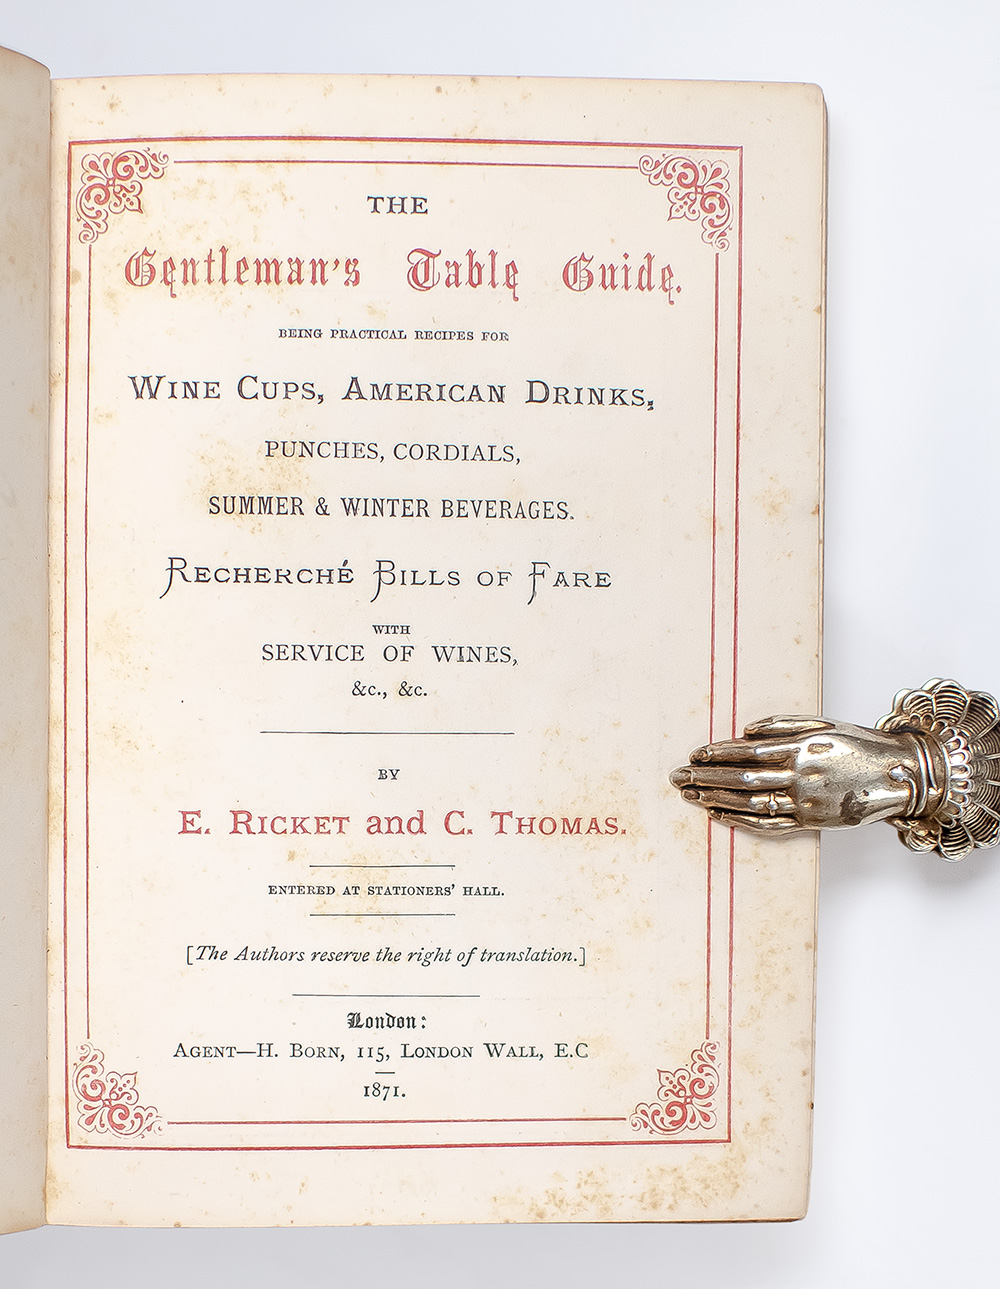 THE
Gentleman's Table Guide.
BEING PRACTICAL RECIPES FOR
WINE CUPS, AMERICAN DRINKS,
PUNCHES, CORDIALS,
SUMMER & WINTER BEVERAGES.
RECHERCHÉ BILLS OF FARE
WITH
SERVICE OF WINES,
&c., &c.
BY
E. RICKET and C. THOMAS.
ENTERED AT STATIONERS' HALL.
[The Authors reserve the right of translation.]
London:
AGENT—H. BORN, 115, LONDON WALL, E.C
1871.